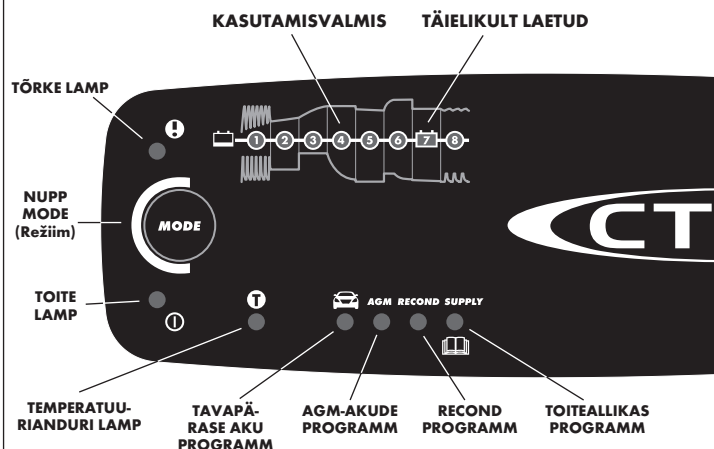 KASUTAMISVALMIS TÄIELIKULT LAETUD
TÕRKE LAMP
1 2 3 4 5 6 7 8
NUPP
MODE
(Režiim)
MODE
CT
TOITE
LAMP
T
AGM RECOND SUPPLY
TEMPERATUU-
RIANDURI LAMP
TAVAPÄ-
RASE AKU
PROGRAMM
AGM-AKUDE
PROGRAMM
RECOND
PROGRAMM
TOITEALLIKAS
PROGRAMM